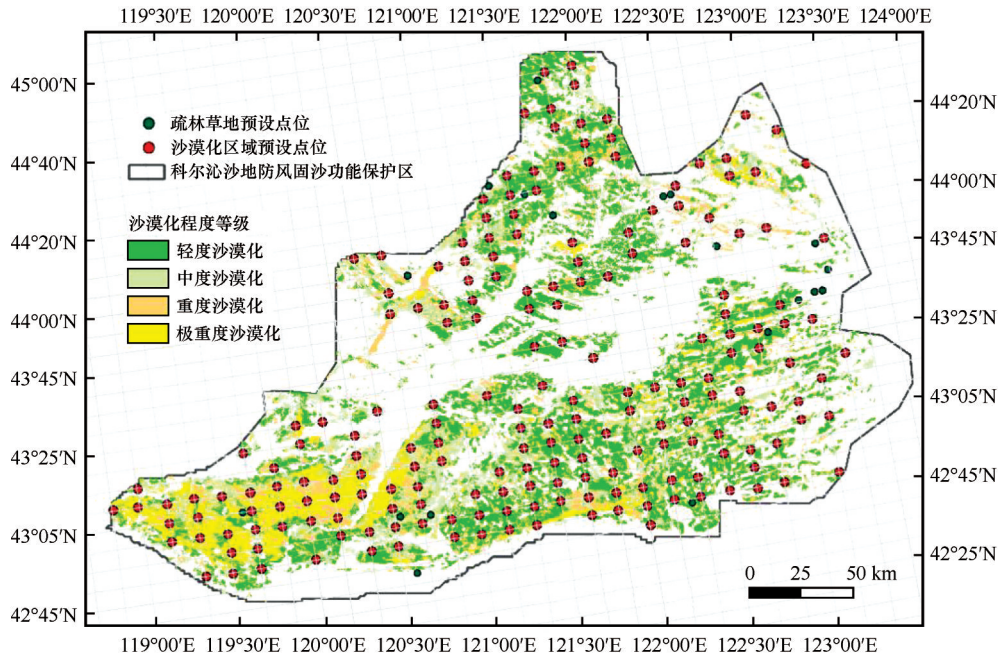 119°30′E 120°00′E 120°30′E 121°00′E 121°30′E 122°00′E 122°30′E 123°00′E 123°30′E 124°00′E
45°00′N
44°40′N
44°20′N
44°00′N
43°45′N
43°25′N
43°05′N
42°45′N
疏林草地预设点位
沙漠化区域预设点位
科尔沁沙地防风固沙功能保护区
沙漠化程度等级
轻度沙漠化
中度沙漠化
重度沙漠化
极重度沙漠化
44°20′N
44°00′N
43°45′N
43°25′N
43°05′N
42°45′N
42°25′N
0 25 50 km
119°00′E 119°30′E 120°00′E 120°30′E 121°00′E 121°30′E 122°00′E 122°30′E 123°00′E